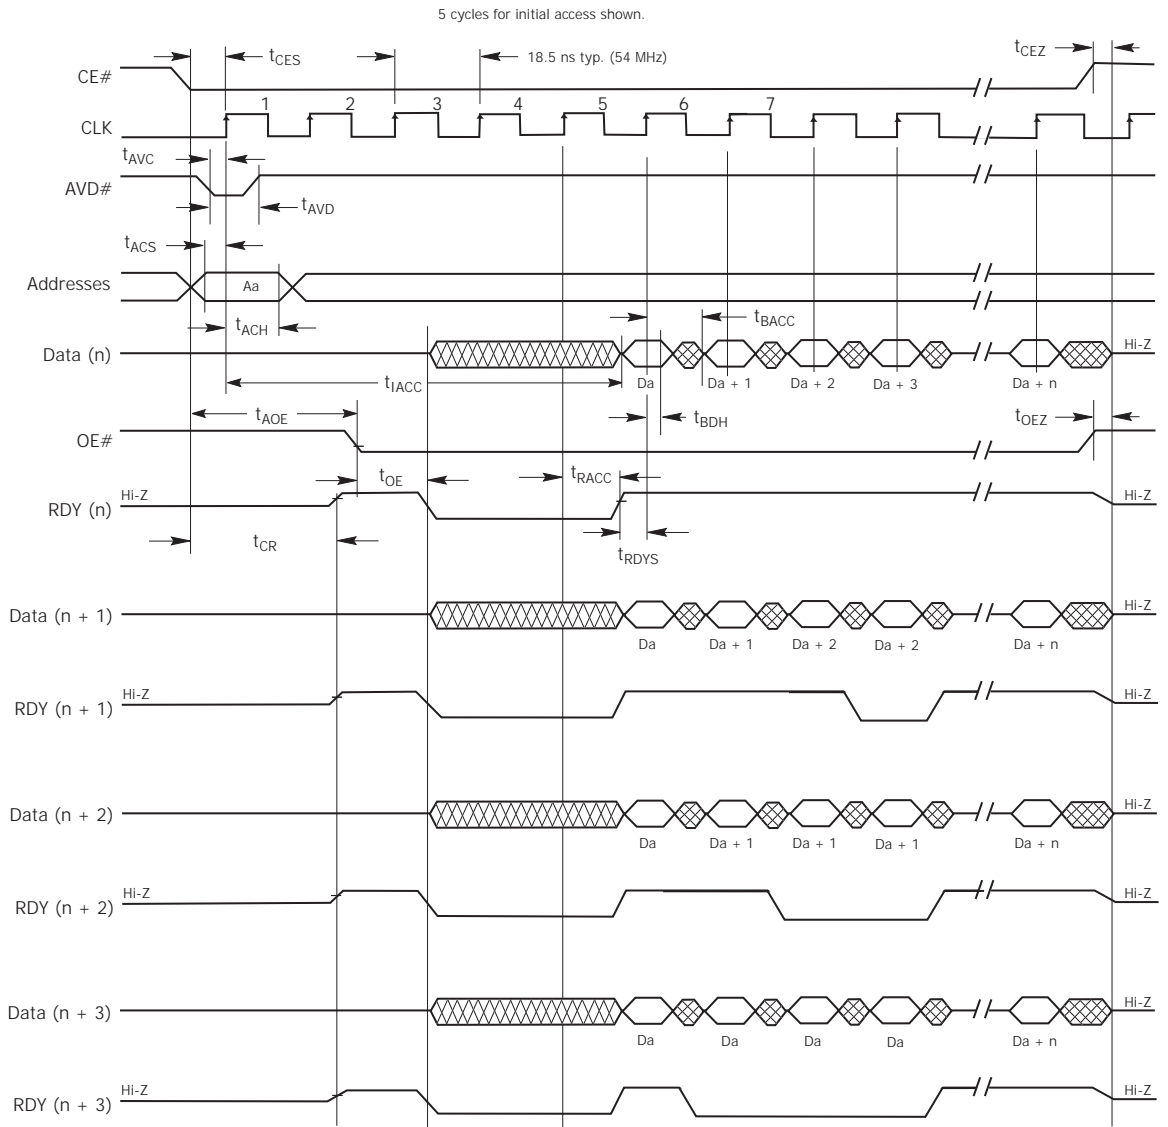 5 cycles for initial access shown.
tCES
18.5 ns typ. (54 MHz)
tCEZ
CE#
1 2 3 4 5 6 7
CLK
tAVC
AVD#
tAVD
tACS
Addresses
Aa
tACH
tBACC
Data (n)
Hi-Z
tIACC
Da Da + 1 Da + 2 Da + 3 Da + n
tAOE
tBDH
tOEZ
OE#
tOE
tRACC
RDY (n)
Hi-Z
Hi-Z
tCR
tRDYS
Data (n + 1)
Hi-Z
Da Da + 1 Da + 2 Da + 2 Da + n
RDY (n + 1)
Hi-Z
Hi-Z
Data (n + 2)
Hi-Z
Da Da + 1 Da + 1 Da + 1 Da + n
RDY (n + 2)
Hi-Z
Hi-Z
Data (n + 3)
Hi-Z
Da Da Da Da Da + n
RDY (n + 3)
Hi-Z
Hi-Z